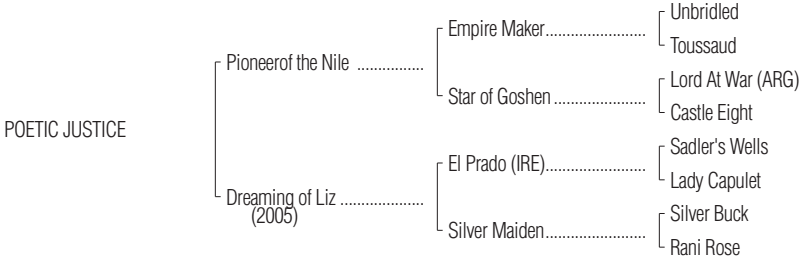 Unbridled
Empire Maker........................
Toussaud
Pioneerof the Nile ................
Lord At War (ARG)
Star of Goshen ......................
Castle Eight
POETIC JUSTICE
Sadler's Wells
El Prado (IRE)........................
Lady Capulet
Dreaming of Liz ....................
(2005)
Silver Buck
Silver Maiden........................
Rani Rose